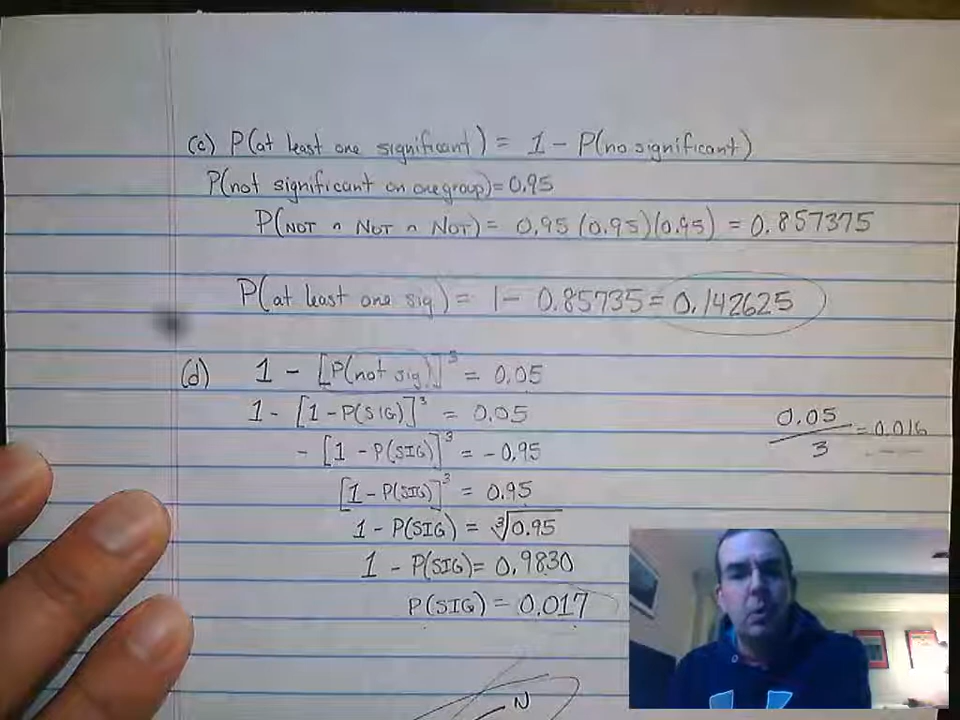 (c) P(at least one significant) = 1 - P(no significant)
P(not significant on one group) = 0.95
P(NOT ∩ NOT ∩ NOT) = 0.95 (0.95)(0.95) = 0.857375
P(at least one sig) = 1 - 0.85735 = 0.142625
(d) 1 - [P(not sig)]³ = 0.05
1 - [1 - P(SIG)]³ = 0.05
- [1 - P(SIG)]³ = -0.95
[1 - P(SIG)]³ = 0.95
1 - P(SIG) = ∛0.95
1 - P(SIG) = 0.9830
P(SIG) = 0.017
0.05/3 = 0.016
N